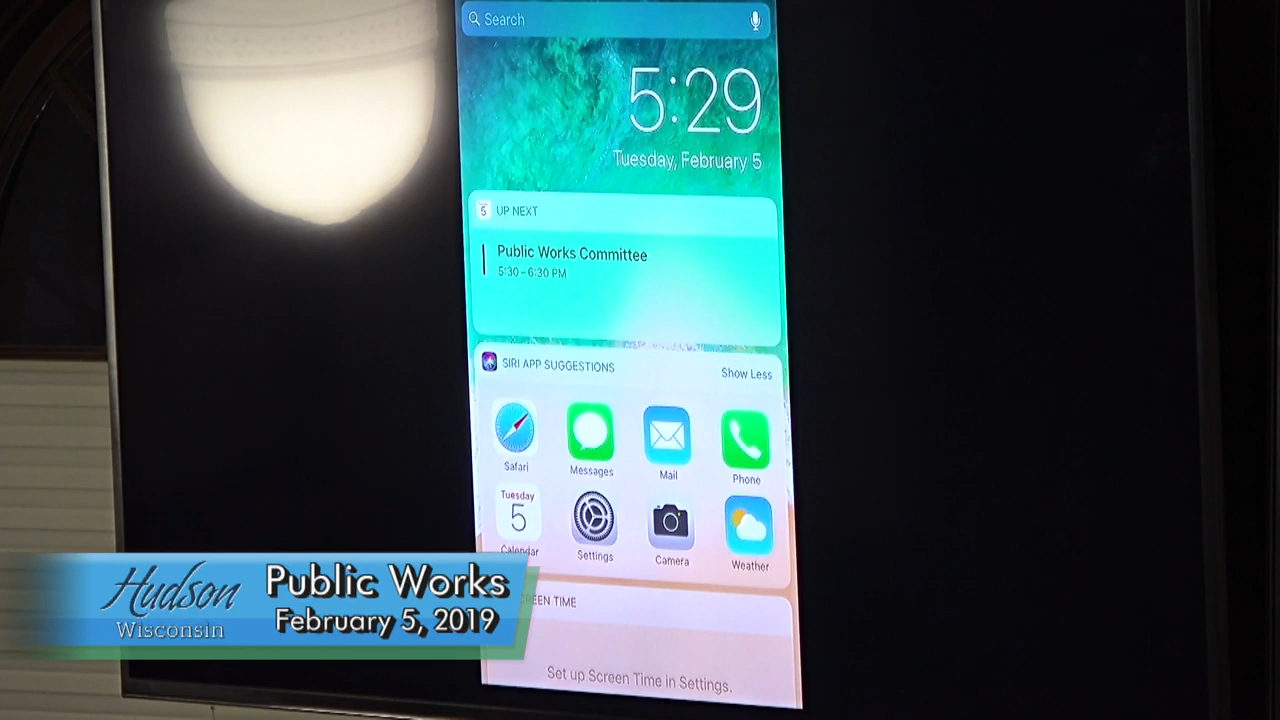 Search
5:29
Tuesday, February 5
5 UP NEXT
Public Works Committee
5:30 – 6:30 PM
SIRI APP SUGGESTIONS
Show Less
Safari
Messages
Mail
Phone
Tuesday
5
Calendar
Settings
Camera
Weather
SCREEN TIME
Set up Screen Time in Settings.
Hudson
Wisconsin
Public Works
February 5, 2019